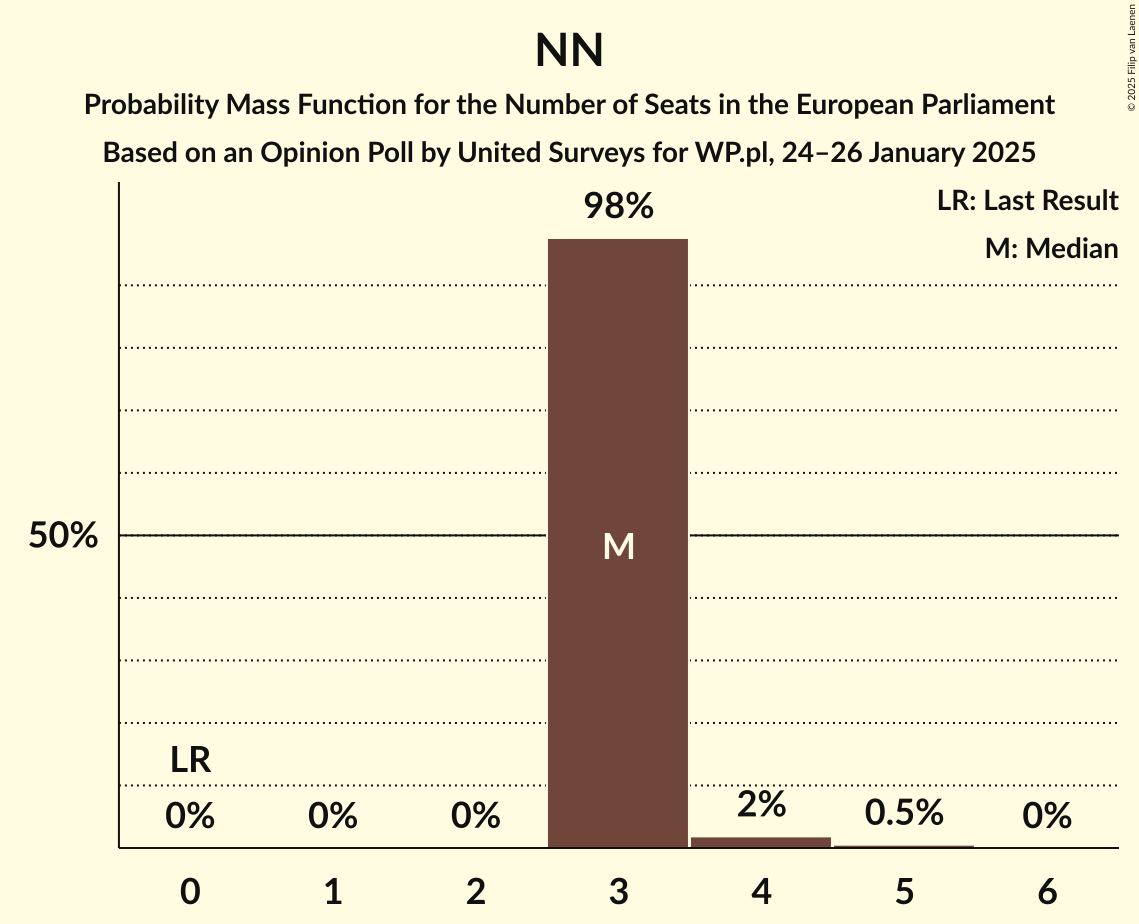 NN
Probability Mass Function for the Number of Seats in the European Parliament
Based on an Opinion Poll by United Surveys for WP.pl, 24–26 January 2025
© 2025 Filip van Laenen
LR: Last Result
M: Median
98%
50%
M
LR
0% 0% 0% 2% 0.5% 0%
0 1 2 3 4 5 6